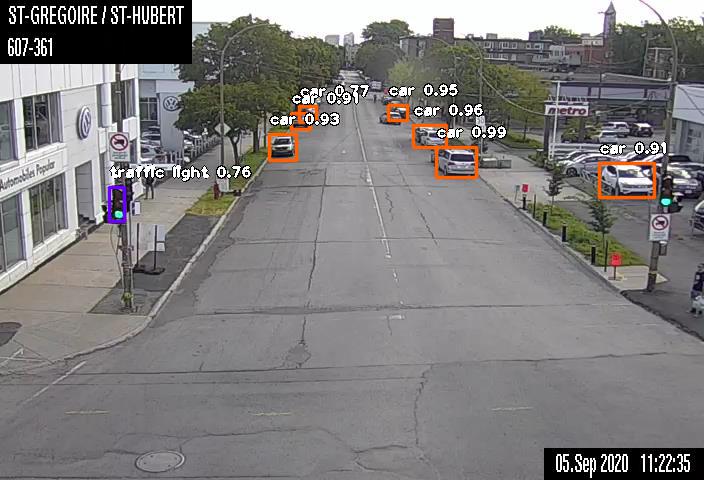 ST-GREGOIRE / ST-HUBERT
607-361
car 0.77
car 0.91
car 0.95
car 0.93
car 0.96
car 0.99
metro
car 0.91
traffic light 0.76
Automobiles Popular
05.Sep 2020 11:22:35